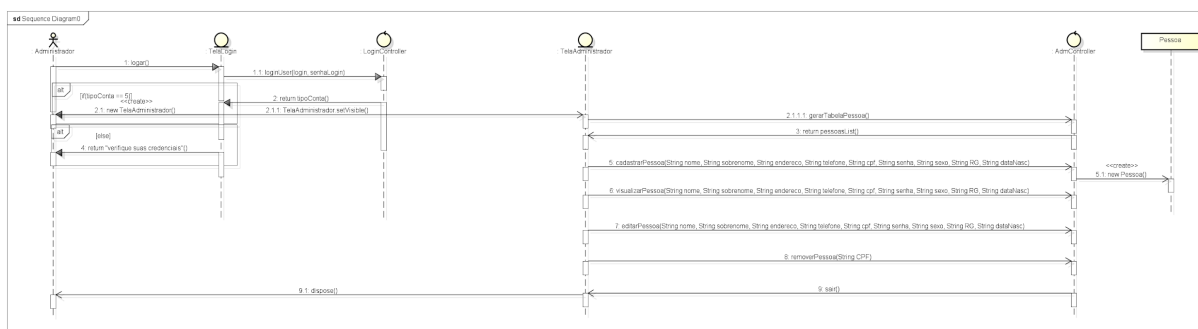 sd Sequence Diagram0
Administrador
TelaLogin
LoginController
TelaAdministrador
AdmController
Pessoa
1: logar()
1.1: loginUser(login, senhaLogin)
alt
[if(tipoConta == 5)]
<<create>>
2: return tipoConta()
2.1: new TelaAdministrador()
2.1.1: TelaAdministrador.setVisible()
2.1.1.1: gerarTabelaPessoa()
alt
[else]
3: return pessoasList()
4: return "verifique suas credenciais"()
5: cadastrarPessoa(String nome, String sobrenome, String endereco, String telefone, String cpf, String senha, String sexo, String RG, String dataNasc)
<<create>>
5.1: new Pessoa()
6: visualizarPessoa(String nome, String sobrenome, String endereco, String telefone, String cpf, String senha, String sexo, String RG, String dataNasc)
7: editarPessoa(String nome, String sobrenome, String endereco, String telefone, String cpf, String senha, String sexo, String RG, String dataNasc)
8: removerPessoa(String CPF)
9: sair()
9.1: dispose()